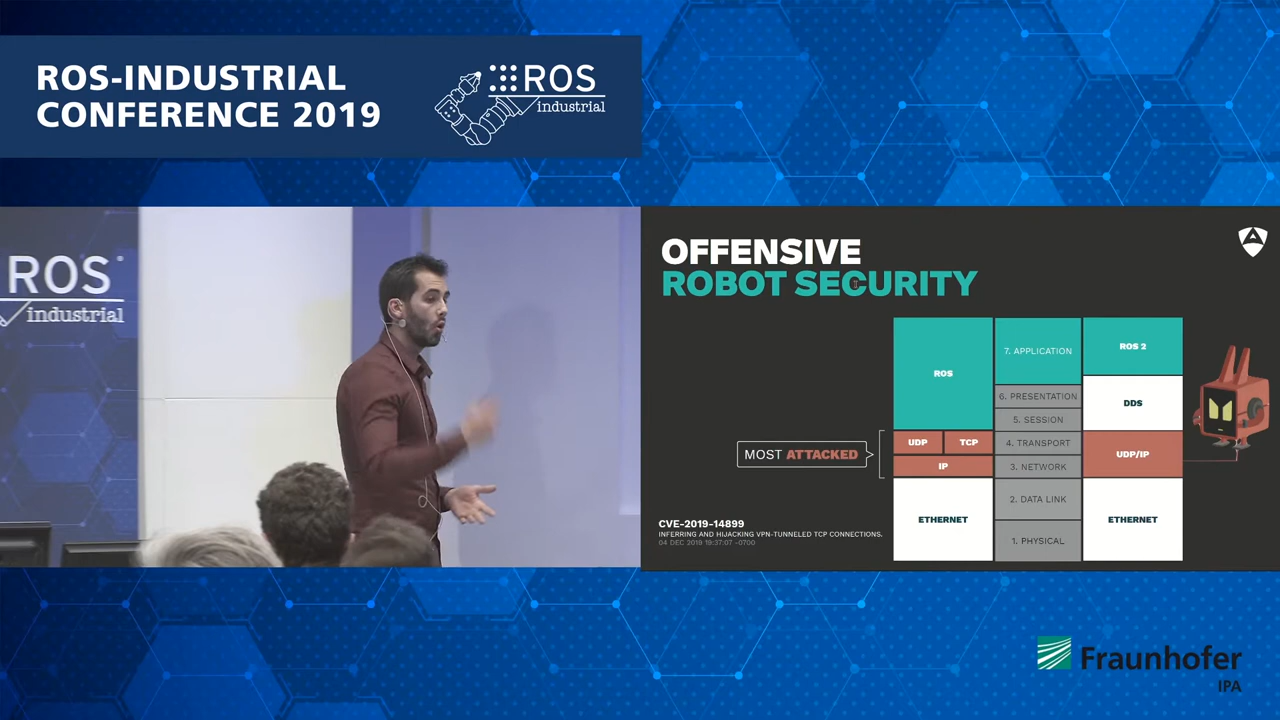 ROS-INDUSTRIAL
CONFERENCE 2019
ROS
industrial
ROS
industrial
OFFENSIVE
ROBOT SECURITY
ROS
7. APPLICATION
ROS 2
6. PRESENTATION
DDS
5. SESSION
UDP
TCP
4. TRANSPORT
MOST ATTACKED
UDP/IP
IP
3. NETWORK
2. DATA LINK
ETHERNET
ETHERNET
1. PHYSICAL
CVE-2019-14899
INFERRING AND HIJACKING VPN-TUNNELED TCP CONNECTIONS.
04 DEC 2019 19:37:07 -0700
Fraunhofer
IPA